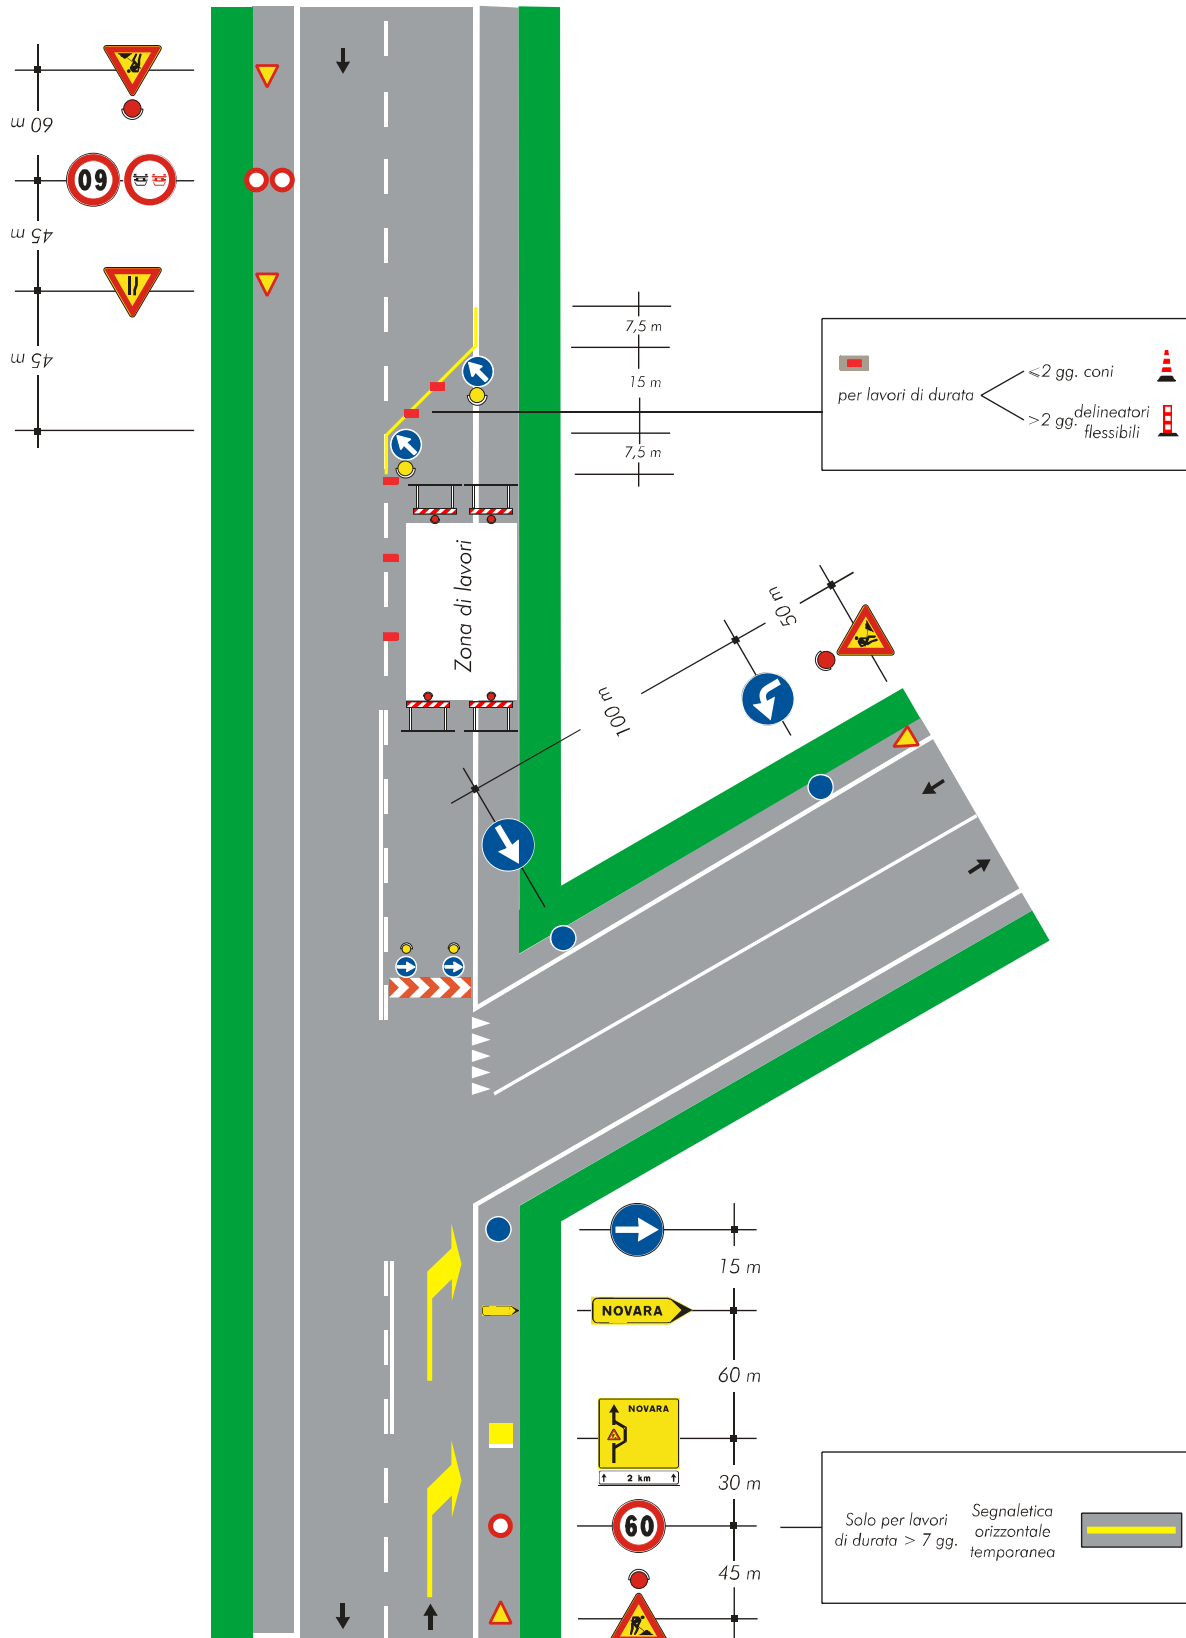 60 m
60
45 m
45 m
7,5 m
15 m
7,5 m
per lavori di durata
≤2 gg. coni
>2 gg. delineatori
flessibili
Zona di lavori
50 m
100 m
15 m
NOVARA
60 m
NOVARA
2 km
30 m
60
45 m
Solo per lavori
di durata > 7 gg.
Segnaletica
orizzontale
temporanea